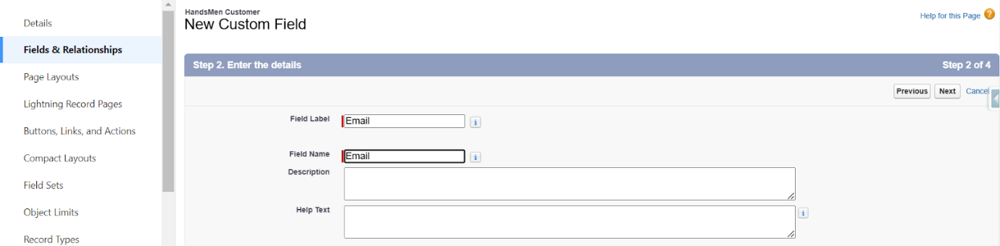 Details
Fields & Relationships
Page Layouts
Lightning Record Pages
Buttons, Links, and Actions
Compact Layouts
Field Sets
Object Limits
Record Types
HandsMen Customer
New Custom Field
Help for this Page ?
Step 2. Enter the details
Step 2 of 4
Previous Next Cancel
Field Label Email i
Field Name Email i
Description
Help Text i